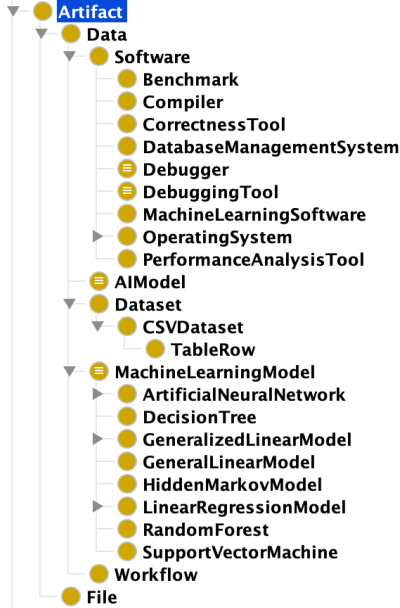 Artifact
Data
Software
Benchmark
Compiler
CorrectnessTool
DatabaseManagementSystem
Debugger
DebuggingTool
MachineLearningSoftware
OperatingSystem
PerformanceAnalysisTool
AIModel
Dataset
CSVDataset
TableRow
MachineLearningModel
ArtificialNeuralNetwork
DecisionTree
GeneralizedLinearModel
GeneralLinearModel
HiddenMarkovModel
LinearRegressionModel
RandomForest
SupportVectorMachine
Workflow
File